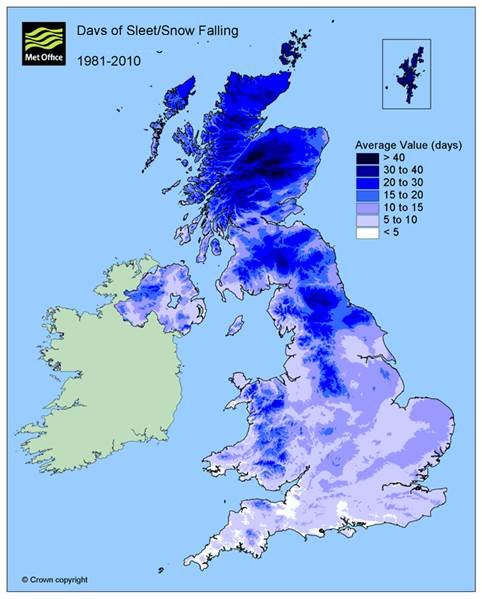 Days of Sleet/Snow Falling
Met Office
1981-2010
Average Value (days)
> 40
30 to 40
20 to 30
15 to 20
10 to 15
5 to 10
< 5
© Crown copyright